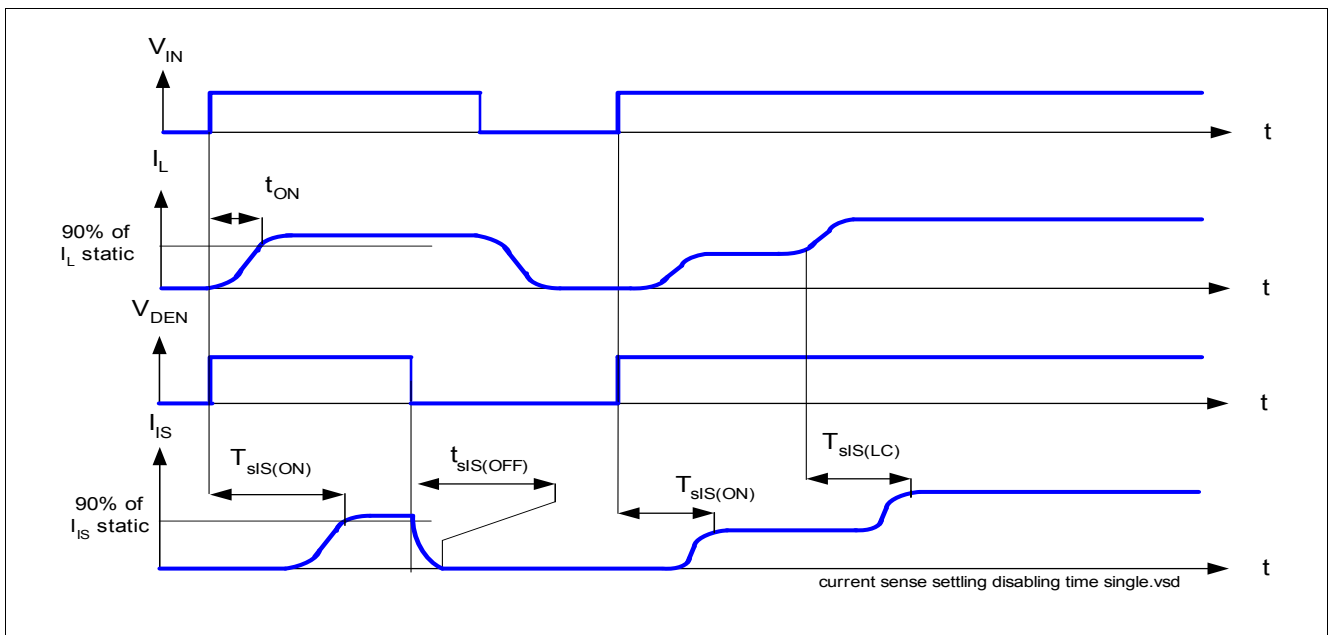 V_IN
t
I_L
t_ON
90% of
I_L static
t
V_DEN
t
I_IS
T_sIS(ON)
t_sIS(OFF)
T_sIS(LC)
T_sIS(ON)
90% of
I_IS static
t
current sense settling disabling time single.vsd